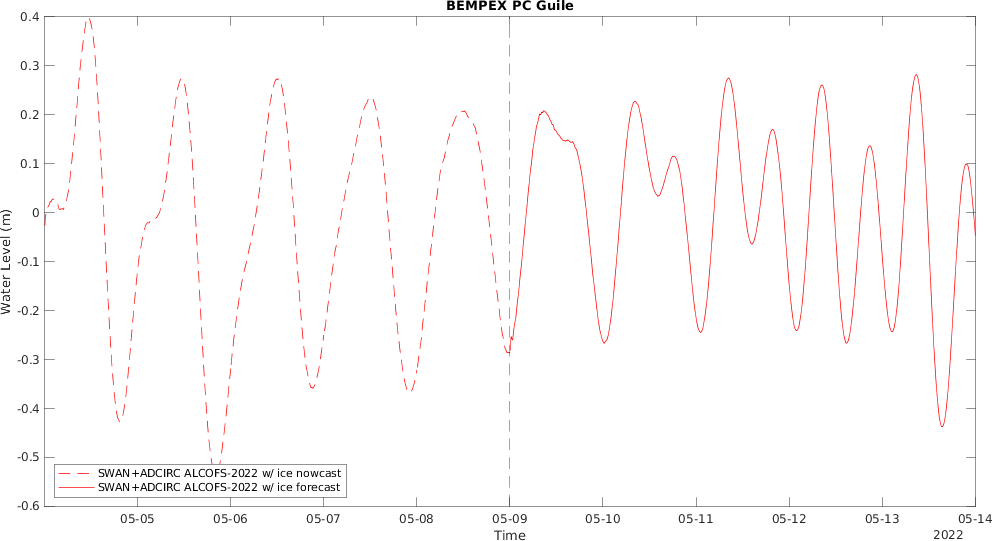 BEMPEX PC Guile
0.4
0.3
0.2
0.1
0
-0.1
-0.2
-0.3
-0.4
-0.5
-0.6
Water Level (m)
SWAN+ADCIRC ALCOFS-2022 w/ ice nowcast
SWAN+ADCIRC ALCOFS-2022 w/ ice forecast
05-05 05-06 05-07 05-08 05-09 05-10 05-11 05-12 05-13 05-14
Time
2022